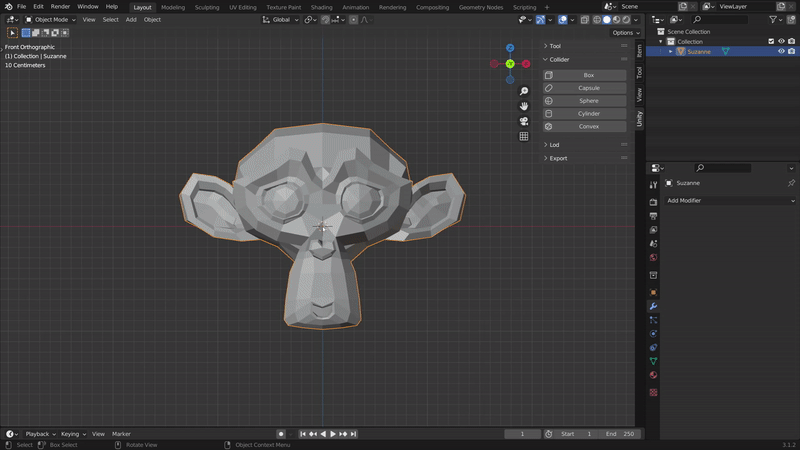 File Edit Render Window Help Layout Modeling Sculpting UV Editing Texture Paint Shading Animation Rendering Compositing Geometry Nodes Scripting + Scene ViewLayer
Object Mode View Select Add Object Global
Options
Front Orthographic
(1) Collection | Suzanne
10 Centimeters
Z
-Y
Tool
Collider
Box
Capsule
Sphere
Cylinder
Convex
Lod
Export
Item
Tool
View
Unity
Scene Collection
Collection
Suzanne
Suzanne
Add Modifier
Playback Keying View Marker 1 Start 1 End 250
Select Box Select Rotate View Object Context Menu 3.1.2